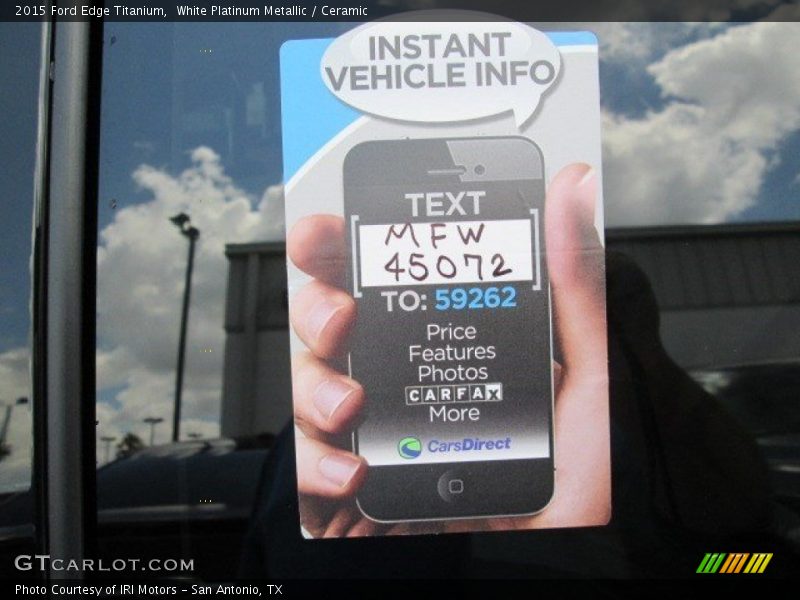 2015 Ford Edge Titanium,  White Platinum Metallic / Ceramic
INSTANT
VEHICLE INFO
TEXT
MFW
45072
TO: 59262
Price
Features
Photos
CARFAX
More
CarsDirect
GTCARLOT.COM
Photo Courtesy of IRI Motors - San Antonio, TX